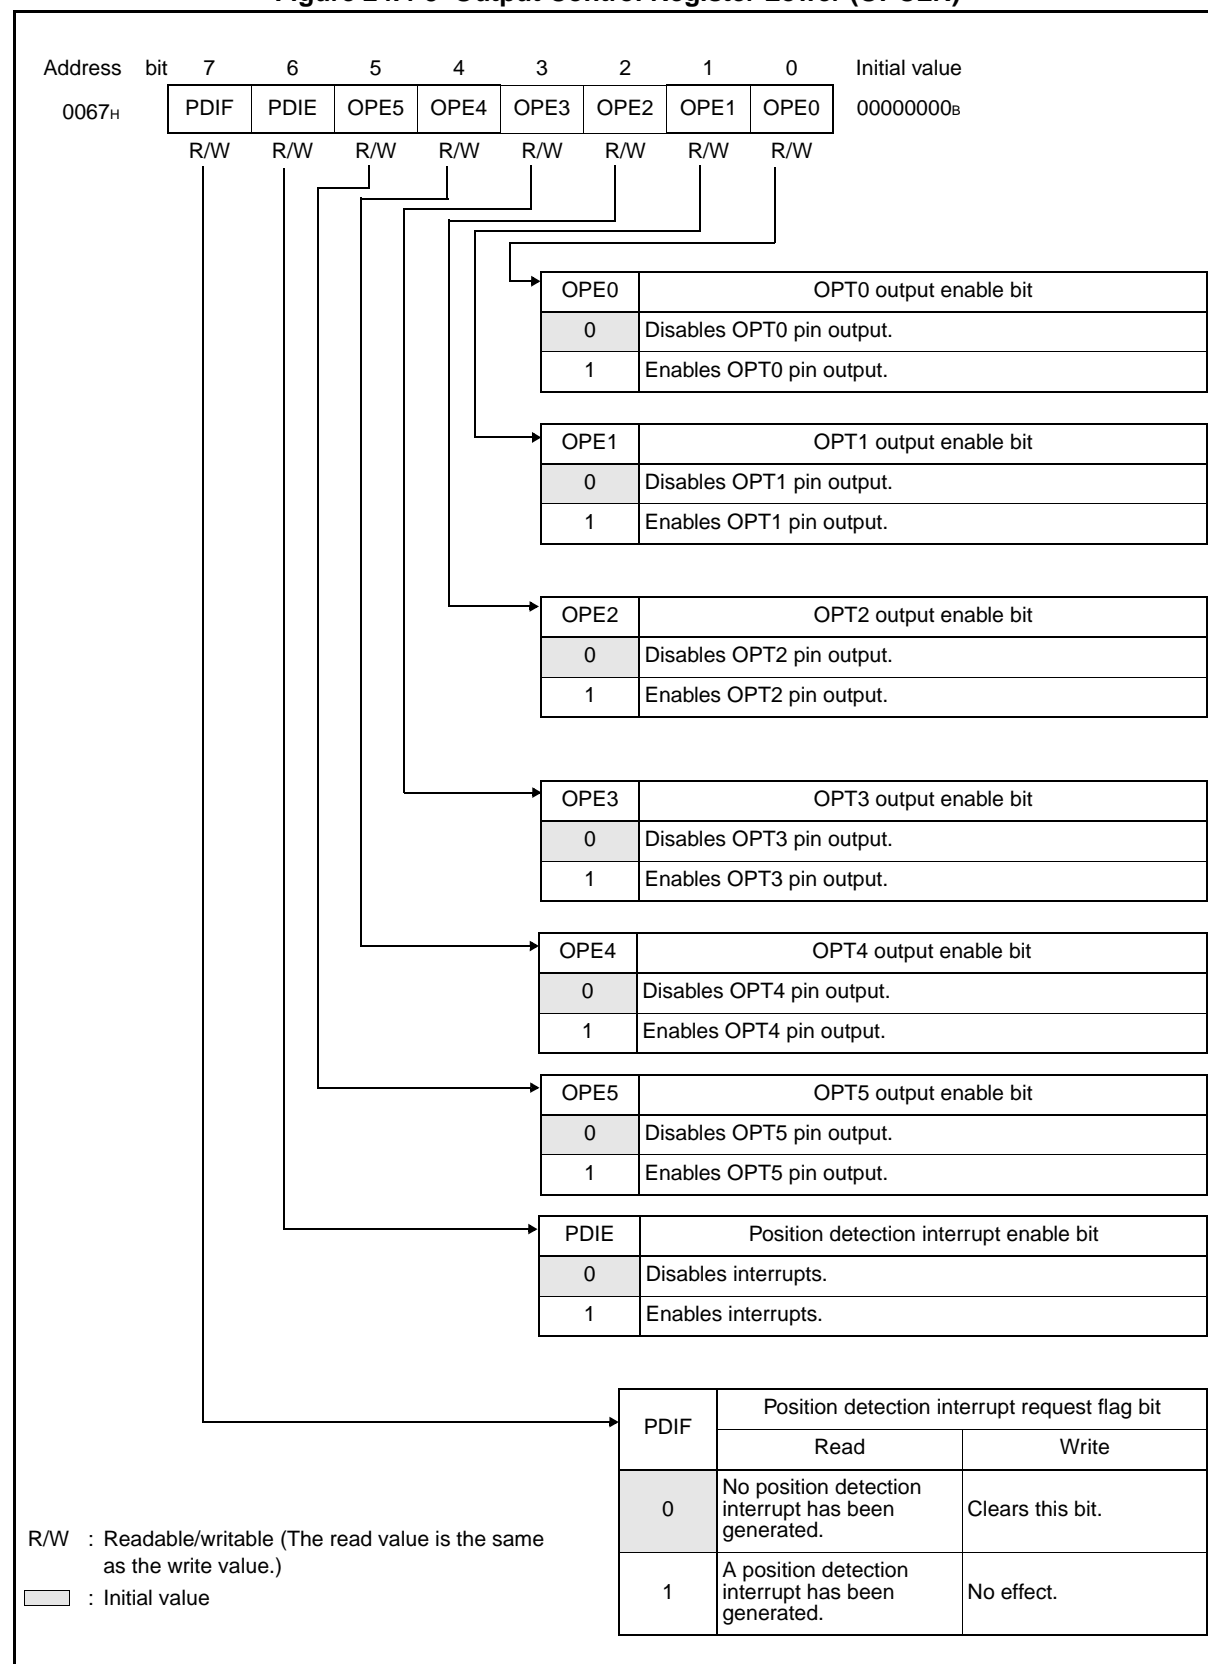 Address bit 7 6 5 4 3 2 1 0 Initial value
0067H PDIF PDIE OPE5 OPE4 OPE3 OPE2 OPE1 OPE0 00000000B
R/W R/W R/W R/W R/W R/W R/W R/W
OPE0 OPT0 output enable bit
0 Disables OPT0 pin output.
1 Enables OPT0 pin output.
OPE1 OPT1 output enable bit
0 Disables OPT1 pin output.
1 Enables OPT1 pin output.
OPE2 OPT2 output enable bit
0 Disables OPT2 pin output.
1 Enables OPT2 pin output.
OPE3 OPT3 output enable bit
0 Disables OPT3 pin output.
1 Enables OPT3 pin output.
OPE4 OPT4 output enable bit
0 Disables OPT4 pin output.
1 Enables OPT4 pin output.
OPE5 OPT5 output enable bit
0 Disables OPT5 pin output.
1 Enables OPT5 pin output.
PDIE Position detection interrupt enable bit
0 Disables interrupts.
1 Enables interrupts.
PDIF Position detection interrupt request flag bit
Read Write
0 No position detection
interrupt has been
generated. Clears this bit.
1 A position detection
interrupt has been
generated. No effect.
R/W : Readable/writable (The read value is the same
as the write value.)
: Initial value